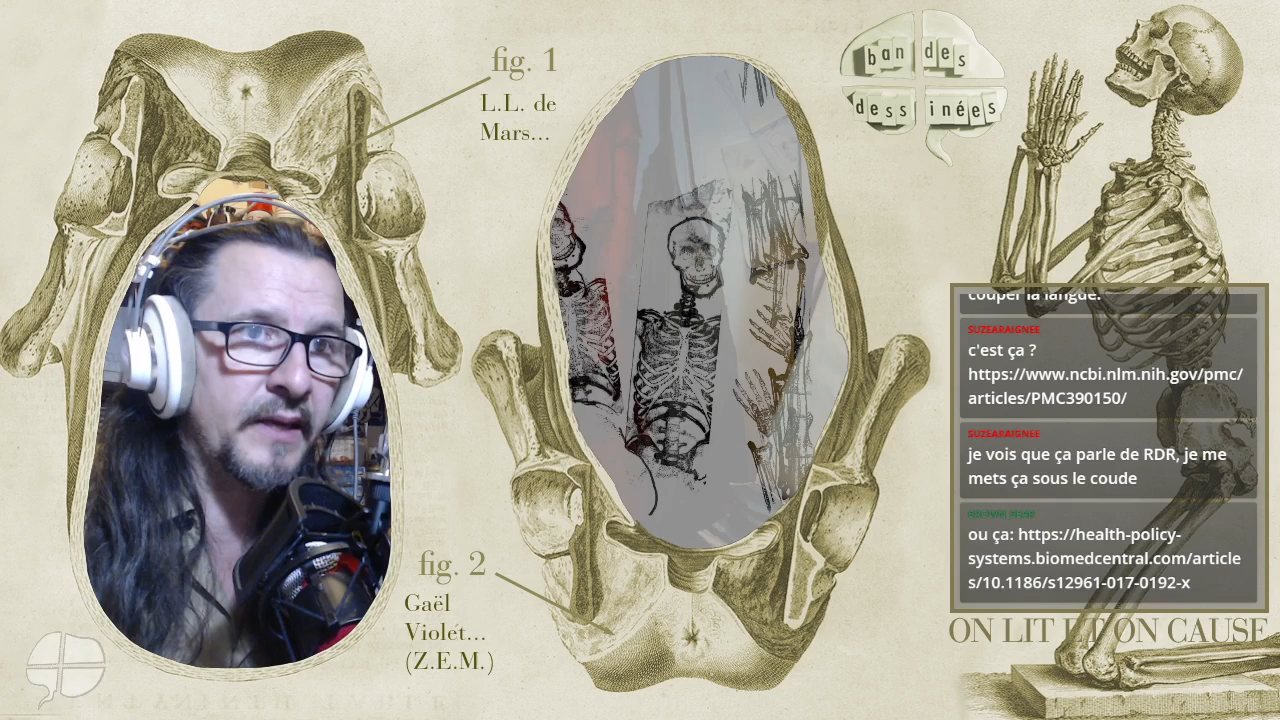 fig. 1
L.L. de
Mars...
ban des
dess inées
couper la langue.
SUZEARAIGNEE
c'est ça ?
https://www.ncbi.nlm.nih.gov/pmc/
articles/PMC390150/
SUZEARAIGNEE
je vois que ça parle de RDR, je me
mets ça sous le coude
ou ça: https://health-policy-
systems.biomedcentral.com/article
s/10.1186/s12961-017-0192-x
fig. 2
Gaël
Violet...
(Z.E.M.)
ON LIT ET ON CAUSE